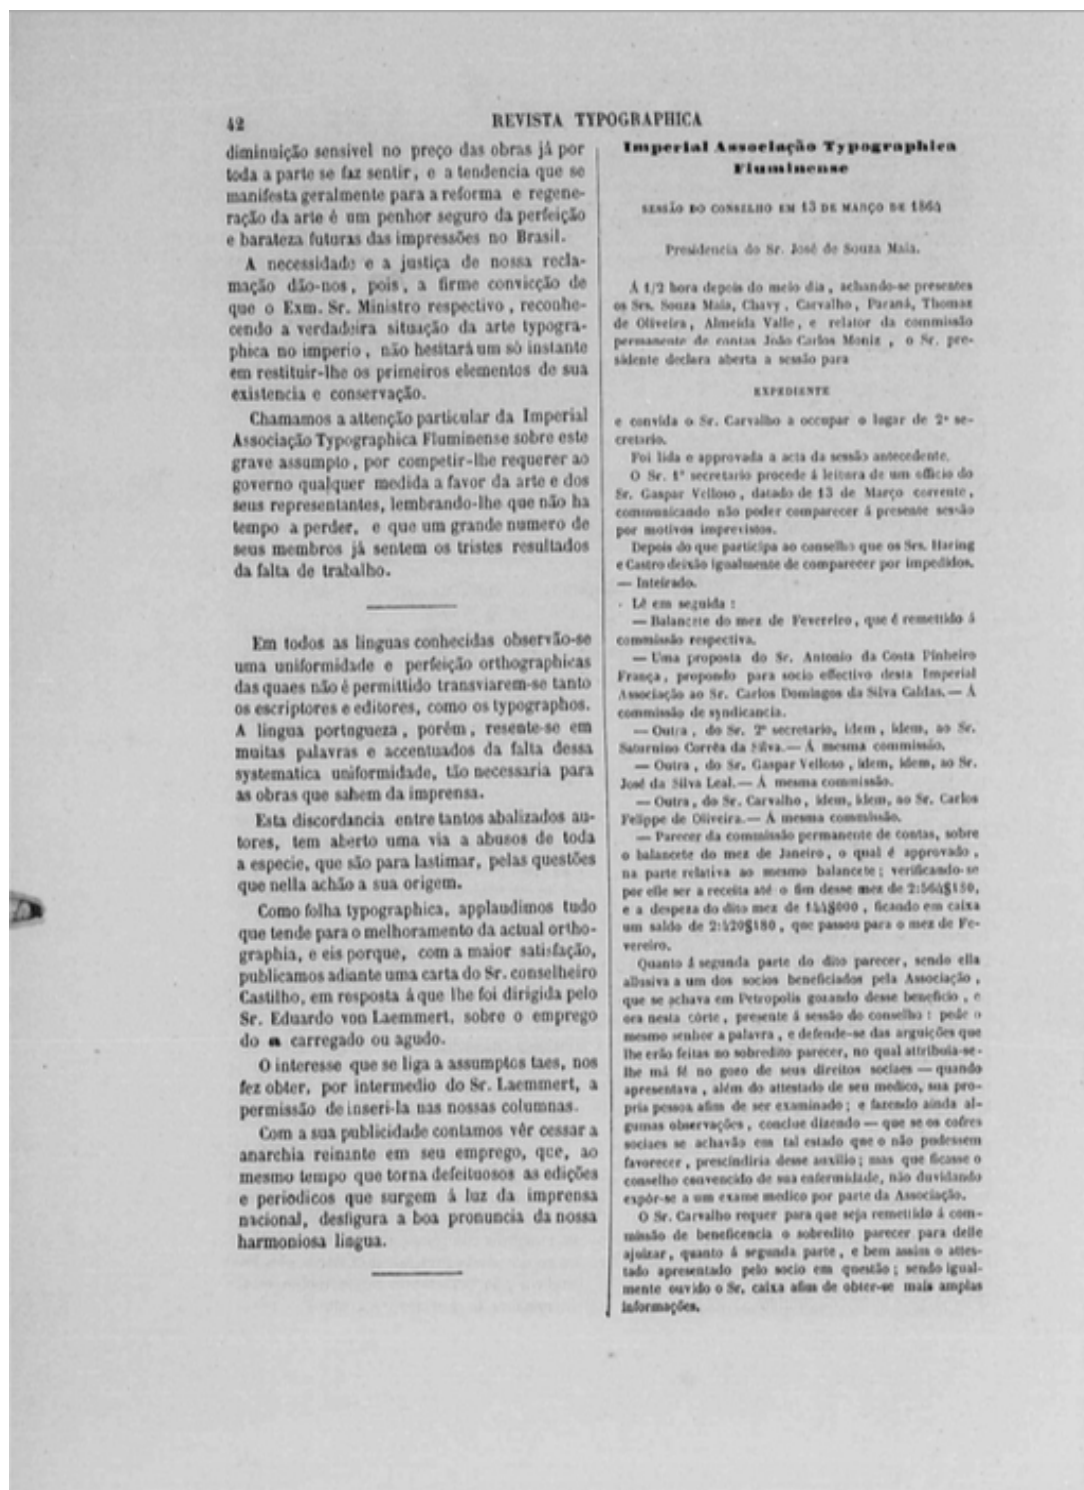 42
REVISTA TYPOGRAPHICA
diminuição sensivel no preço das obras já por
toda a parte se faz sentir, e a tendencia que se
manifesta geralmente para a reforma e regene-
ração da arte é um penhor seguro da perfeição
e barateza futuras das impressões no Brasil.
A necessidade e a justiça de nossa recla-
mação dão-nos, pois, a firme convicção de
que o Exm. Sr. Ministro respectivo, reconhe-
cendo a verdadeira situação da arte typogra-
phica no imperio, não hesitará um só instante
em restituir-lhe os primeiros elementos de sua
existencia e conservação.
Chamamos a attenção particular da Imperial
Associação Typographica Fluminense sobre este
grave assumpto, por competir-lhe requerer ao
governo qualquer medida a favor da arte e dos
seus representantes, lembrando-lhe que não ha
tempo a perder, e que um grande numero de
seus membros já sentem os tristes resultados
da falta de trabalho.
Em todos as linguas conhecidas observão-se
uma uniformidade e perfeição orthographicas
das quaes não é permittido transviarem-se tanto
os escriptores e editores, como os typographos.
A lingua portugueza, porém, resente-se em
muitas palavras e accentuados da falta dessa
systematica uniformidade, tão necessaria para
as obras que sahem da imprensa.
Esta discordancia entre tantos abalizados au-
tores, tem aberto uma via a abusos de toda
a especie, que são para lastimar, pelas questões
que nella achão a sua origem.
Como folha typographica, applaudimos tudo
que tende para o melhoramento da actual ortho-
graphia, e eis porque, com a maior satisfação,
publicamos adiante uma carta do Sr. conselheiro
Castilho, em resposta á que lhe foi dirigida pelo
Sr. Eduardo von Laemmert, sobre o emprego
do a carregado ou agudo.
O interesse que se liga a assumptos taes, nos
fez obter, por intermedio do Sr. Laemmert, a
permissão de inseri-la nas nossas columnas.
Com a sua publicidade contamos vêr cessar a
anarchia reinante em seu emprego, que, ao
mesmo tempo que torna defeituosos as edições
e periodicos que surgem á luz da imprensa
nacional, desfigura a boa pronuncia da nossa
harmoniosa lingua.
Imperial Associação Typographica
Fluminense
SESSÃO DO CONSELHO EM 13 DE MARÇO DE 1864
Presidencia do Sr. José de Souza Maia.
Á 1/2 hora depois do meio dia, achando-se presentes
os Srs. Souza Maia, Chavy, Carvalho, Paraná, Thomaz
de Oliveira, Almeida Valle, e relator da commissão
permanente de contas João Carlos Moniz, o Sr. pre-
sidente declara aberta a sessão para
EXPEDIENTE
e convida o Sr. Carvalho a occupar o logar de 2º se-
cretario.
Foi lida e approvada a acta da sessão antecedente.
O Sr. 1º secretario procede á leitura de um officio do
Sr. Gaspar Velloso, datado de 13 de Março corrente,
communicando não poder comparecer á presente sessão
por motivos imprevistos.
Depois do que participa ao conselho que os Srs. Haring
e Castro deixão igualmente de comparecer por impedidos.
— Inteirado.
Lê em seguida :
— Balancete do mez de Fevereiro, que é remettido á
commissão respectiva.
— Uma proposta do Sr. Antonio da Costa Pinheiro
França, propondo para socio effectivo desta Imperial
Associação ao Sr. Carlos Domingos da Silva Caldas.— Á
commissão de syndicancia.
— Outra, do Sr. 2º secretario, idem, idem, ao Sr.
Saturnino Corrêa da Silva.— Á mesma commissão.
— Outra, do Sr. Gaspar Velloso, idem, idem, ao Sr.
José da Silva Leal.— Á mesma commissão.
— Outra, do Sr. Carvalho, idem, idem, ao Sr. Carlos
Felippe de Oliveira.— Á mesma commissão.
— Parecer da commissão permanente de contas, sobre
o balancete do mez de Janeiro, o qual é approvado,
na parte relativa ao mesmo balancete ; verificando-se
por elle ser a receita até o fim desse mez de 2:564$180,
e a despeza do dito mez de 144$000, ficando em caixa
um saldo de 2:420$180, que passou para o mez de Fe-
vereiro.
Quanto á segunda parte do dito parecer, sendo ella
allusiva a um dos socios beneficiados pela Associação,
que se achava em Petropolis gozando desse beneficio, e
ora nesta côrte, presente á sessão do conselho : pede o
mesmo senhor a palavra, e defende-se das arguições que
lhe erão feitas no sobredito parecer, no qual attribuia-se-
lhe má fé no gozo de seus direitos sociaes — quando
apresentava, além do attestado de seu medico, sua pro-
pria pessoa afim de ser examinado ; e fazendo ainda al-
gumas observações, conclue dizendo — que se os cofres
sociaes se achavão em tal estado que o não podessem
favorecer, prescindiria desse auxilio ; mas que ficasse o
conselho convencido de sua enfermidade, não duvidando
expôr-se a um exame medico por parte da Associação.
O Sr. Carvalho requer para que seja remettido á com-
missão de beneficencia o sobredito parecer para delle
ajuizar, quanto á segunda parte, e bem assim o attes-
tado apresentado pelo socio em questão ; sendo igual-
mente ouvido o Sr. caixa afim de obter-se mais amplas
informações.